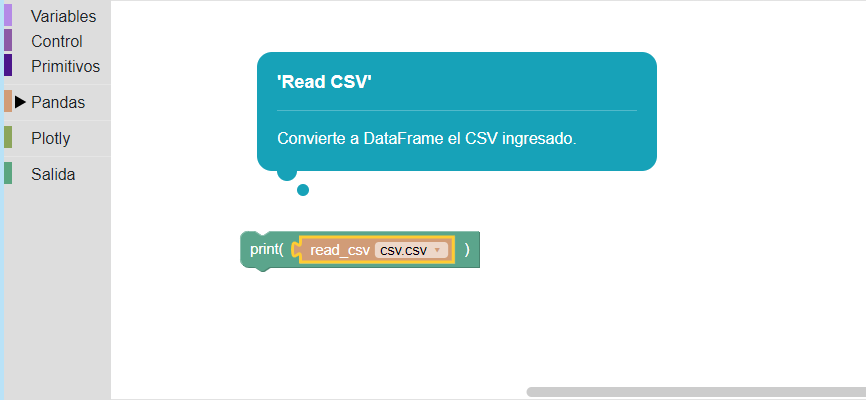 Variables
Control
Primitivos
Pandas
Plotly
Salida
'Read CSV'
Convierte a DataFrame el CSV ingresado.
print( read_csv csv.csv )